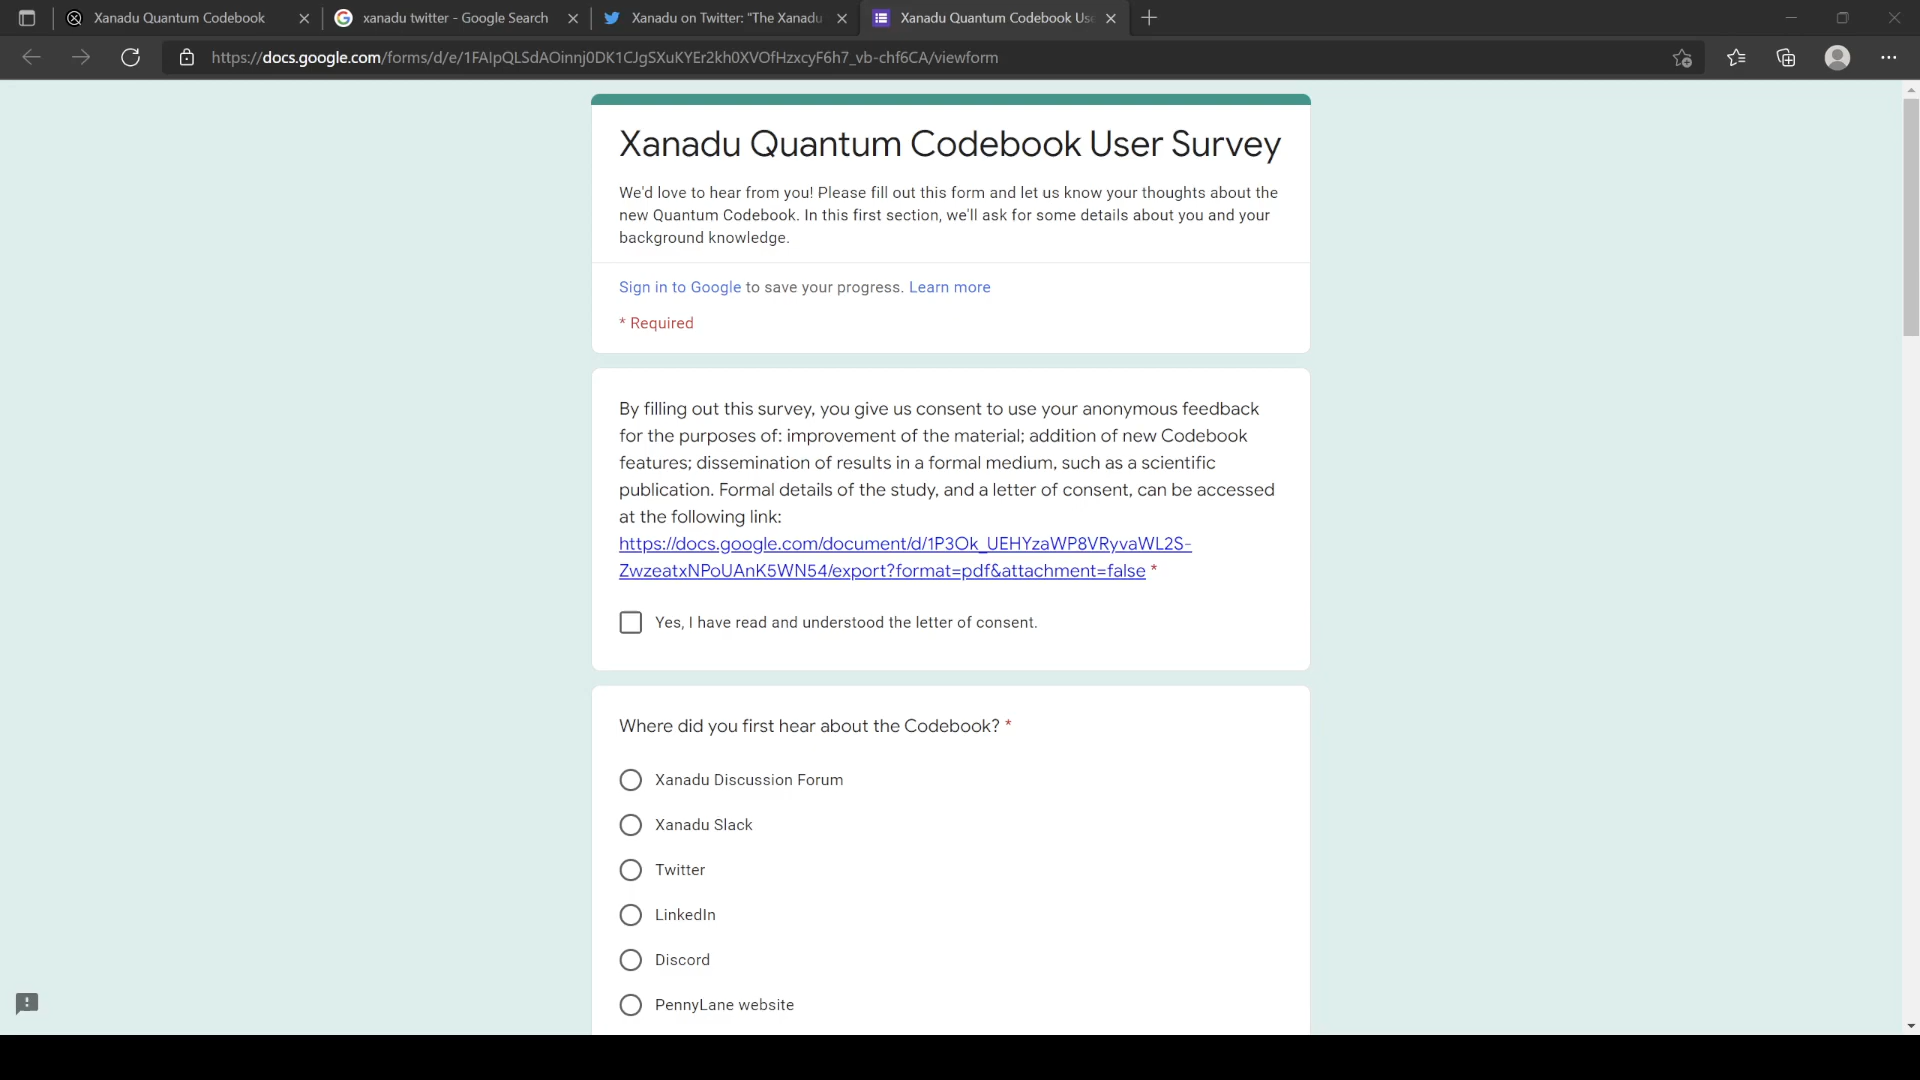 Xanadu Quantum Codebook
xanadu twitter - Google Search
Xanadu on Twitter: "The Xanadu
Xanadu Quantum Codebook Use
https://docs.google.com/forms/d/e/1FAIpQLSdAOinnj0DK1CJgSXuKYEr2kh0XVOfHzxcyF6h7_vb-chf6CA/viewform
Xanadu Quantum Codebook User Survey
We'd love to hear from you! Please fill out this form and let us know your thoughts about the
new Quantum Codebook. In this first section, we'll ask for some details about you and your
background knowledge.
Sign in to Google to save your progress. Learn more
* Required
By filling out this survey, you give us consent to use your anonymous feedback
for the purposes of: improvement of the material; addition of new Codebook
features; dissemination of results in a formal medium, such as a scientific
publication. Formal details of the study, and a letter of consent, can be accessed
at the following link:
https://docs.google.com/document/d/1P3Ok_UEHYzaWP8VRyvaWL2S-
ZwzeatxNPoUAnK5WN54/export?format=pdf&attachment=false *
Yes, I have read and understood the letter of consent.
Where did you first hear about the Codebook? *
Xanadu Discussion Forum
Xanadu Slack
Twitter
LinkedIn
Discord
PennyLane website